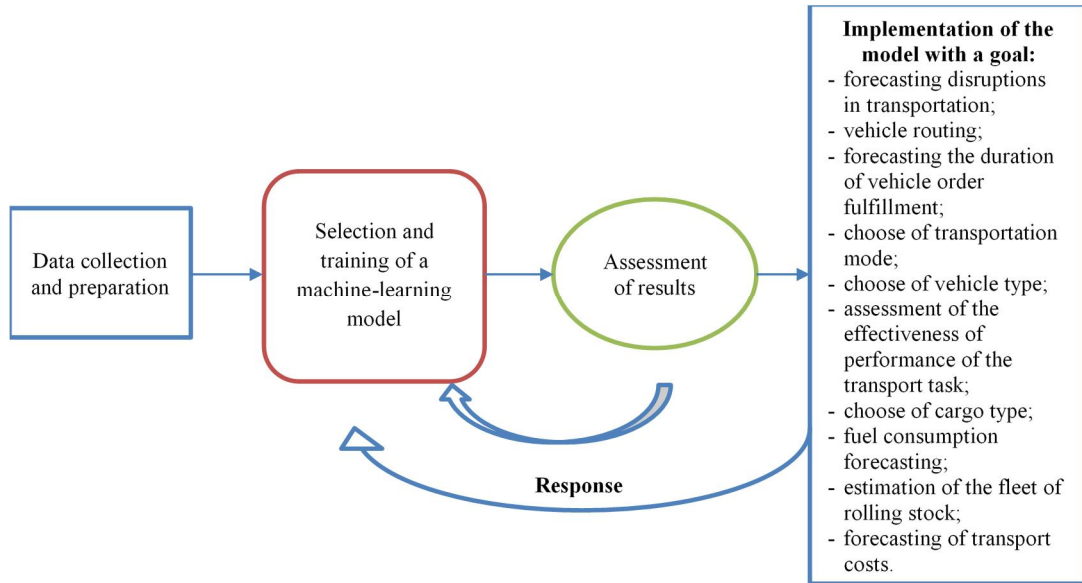 Data collection
and preparation
Selection and
training of a
machine-learning
model
Assessment
of results
Response
Implementation of the
model with a goal:
- forecasting disruptions
in transportation;
- vehicle routing;
- forecasting the duration
of vehicle order
fulfillment;
- choose of transportation
mode;
- choose of vehicle type;
- assessment of the
effectiveness of
performance of the
transport task;
- choose of cargo type;
- fuel consumption
forecasting;
- estimation of the fleet of
rolling stock;
- forecasting of transport
costs.